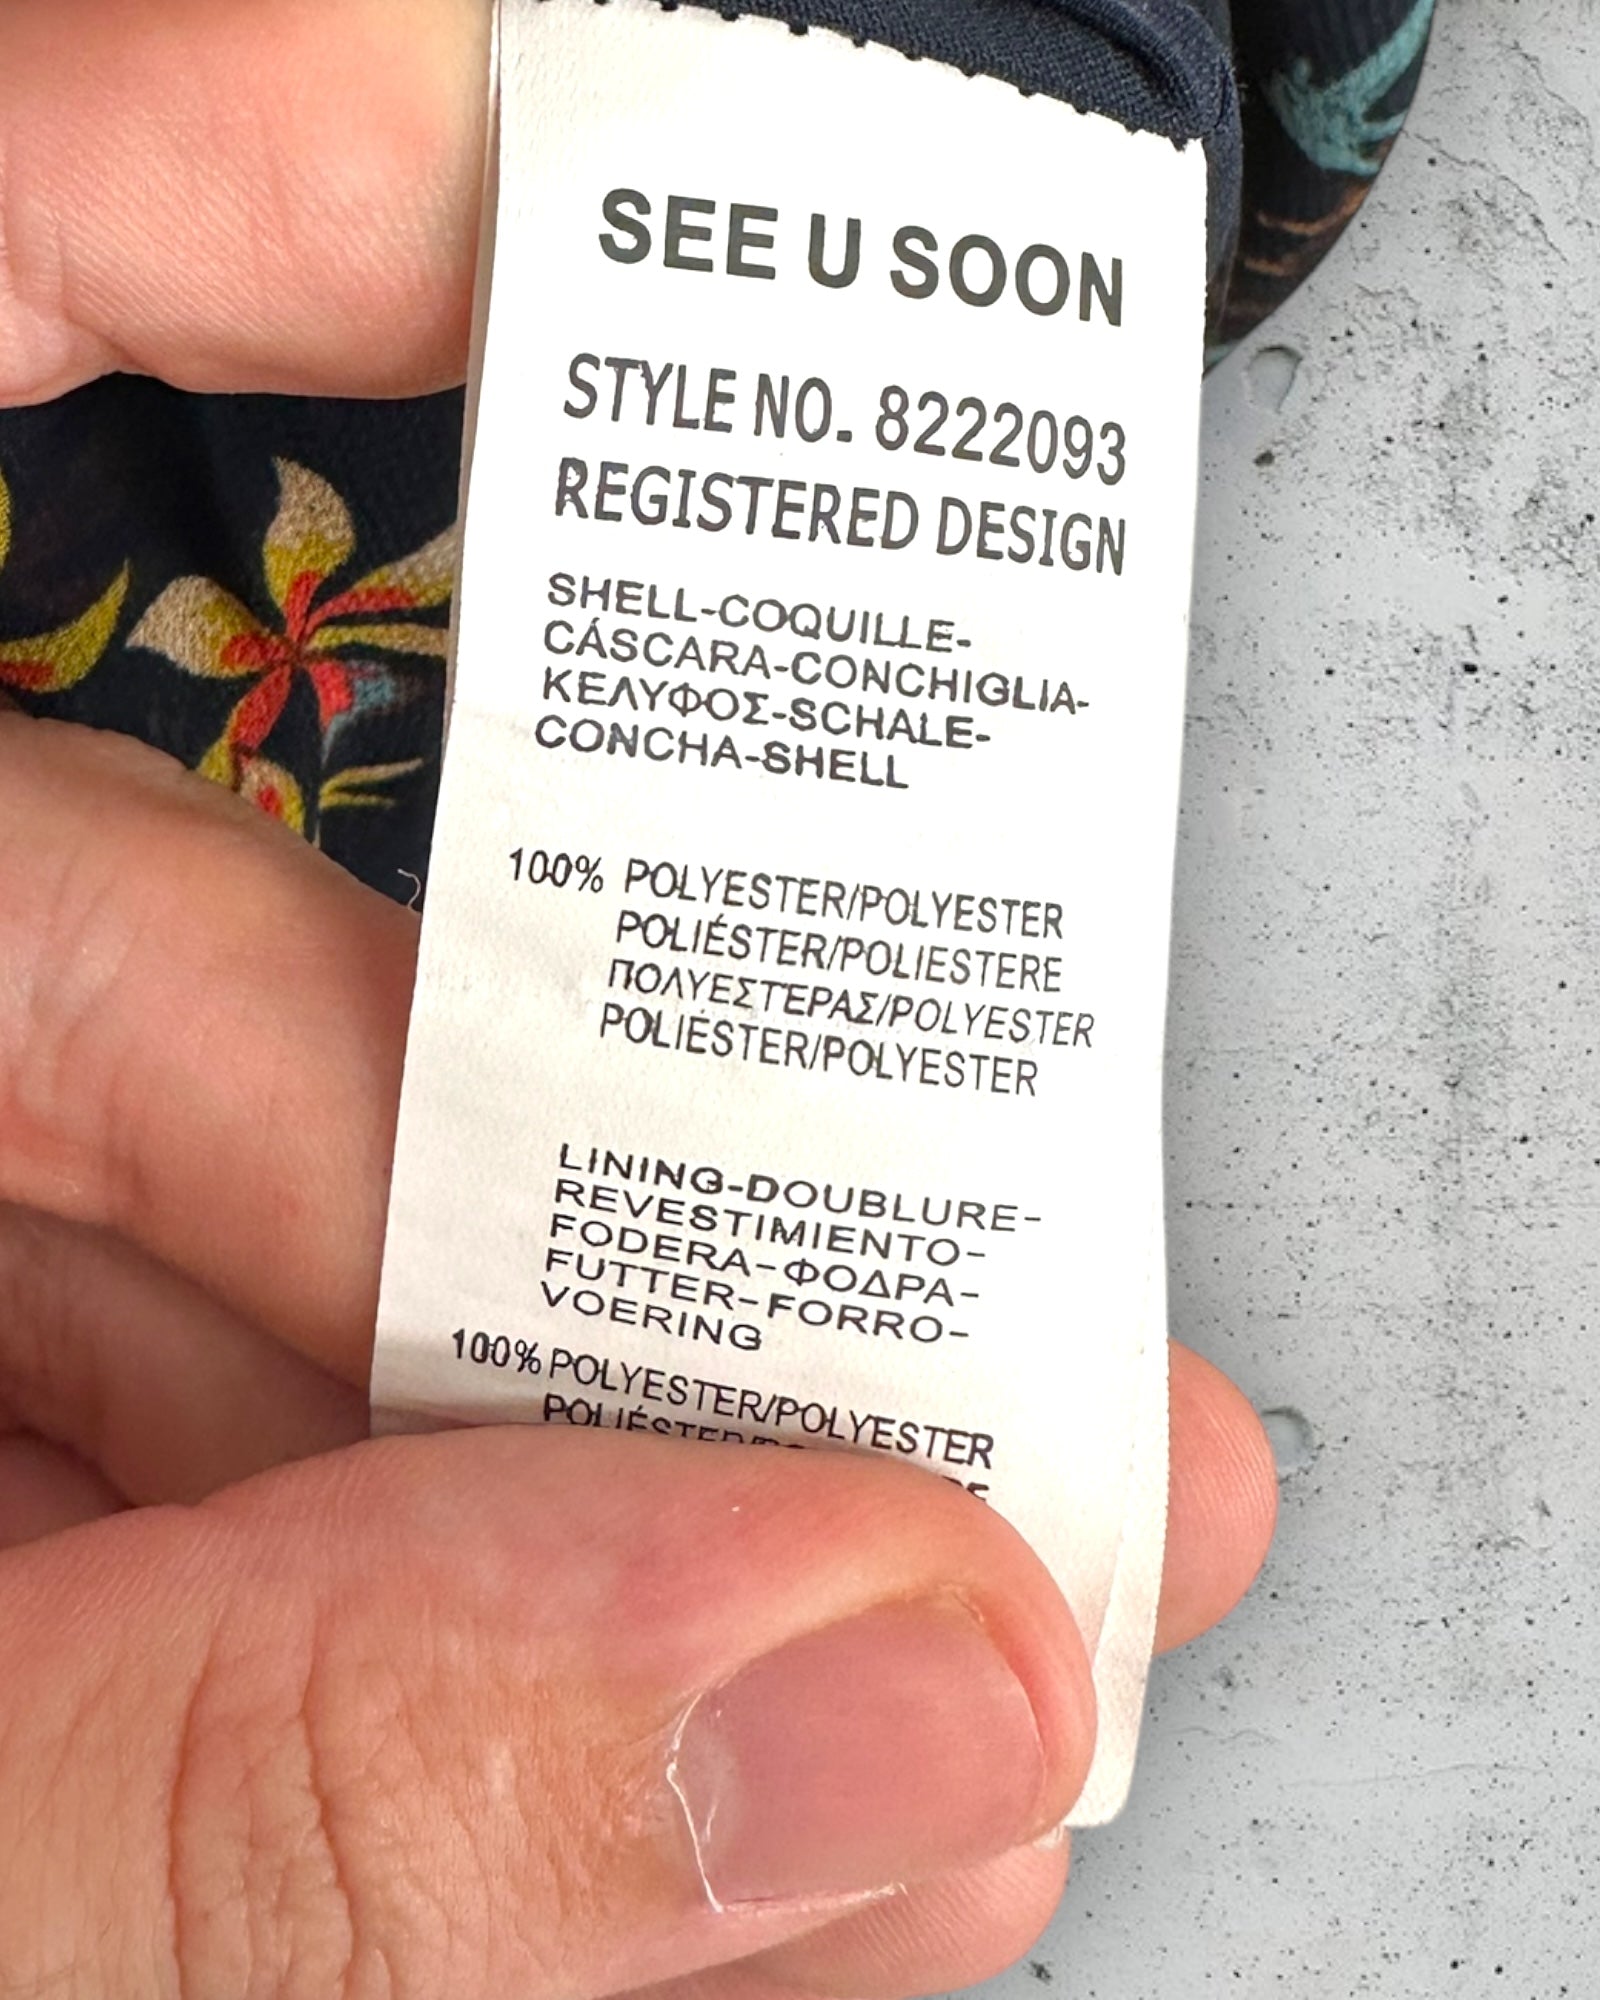 SEE U SOON
STYLE NO. 8222093
REGISTERED DESIGN
SHELL-COQUILLE-
CÁSCARA-CONCHIGLIA-
ΚΕΛΥΦΟΣ-SCHALE-
CONCHA-SHELL
100% POLYESTER/POLYESTER
POLIÉSTER/POLIESTERE
ΠΟΛΥΕΣΤΕΡΑΣ/POLYESTER
POLIÉSTER/POLYESTER
LINING-DOUBLURE-
REVESTIMIENTO-
FODERA-ΦΟΔΡΑ-
FUTTER-FORRO-
VOERING
100% POLYESTER/POLYESTER